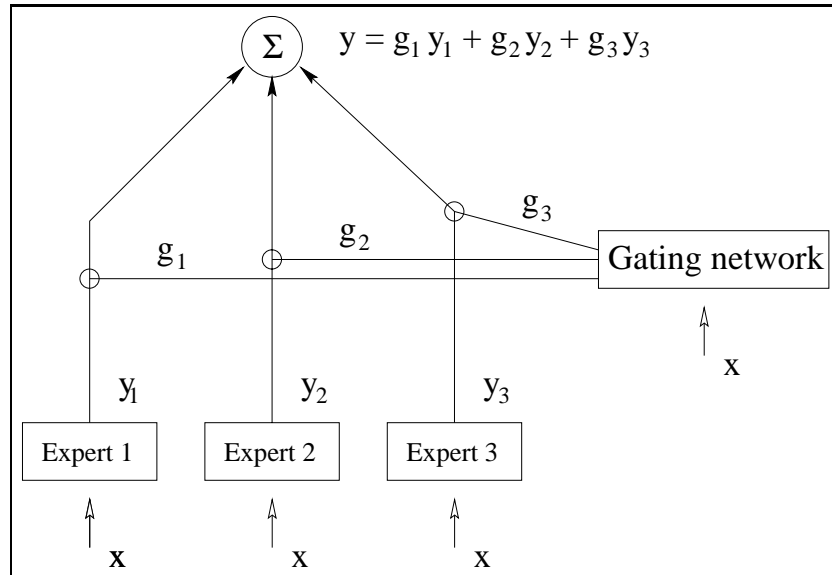 Σ y = g₁ y₁ + g₂ y₂ + g₃ y₃
g₃
g₂
g₁
Gating network
x
y₁ y₂ y₃
Expert 1 Expert 2 Expert 3
x x x